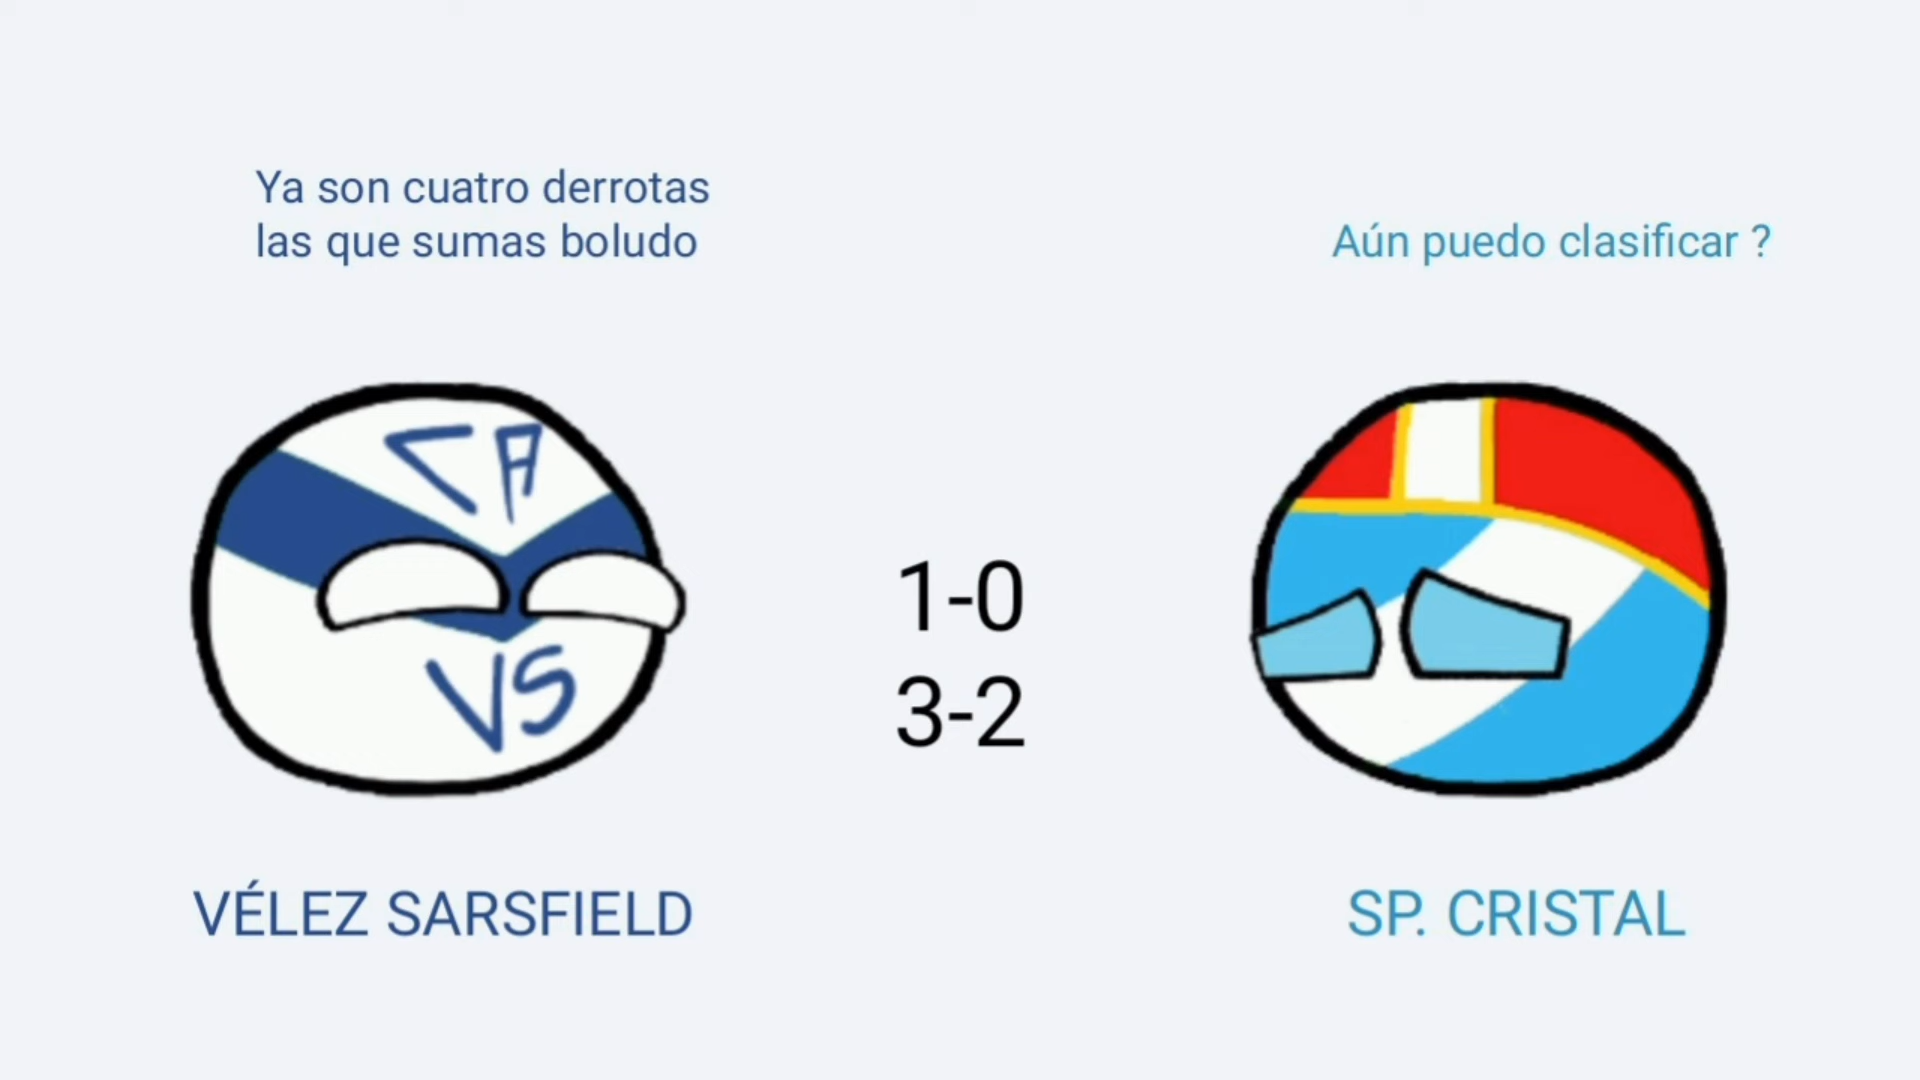 Ya son cuatro derrotas
las que sumas boludo
Aún puedo clasificar ?
CA
VS
1-0
3-2
VÉLEZ SARSFIELD
SP. CRISTAL